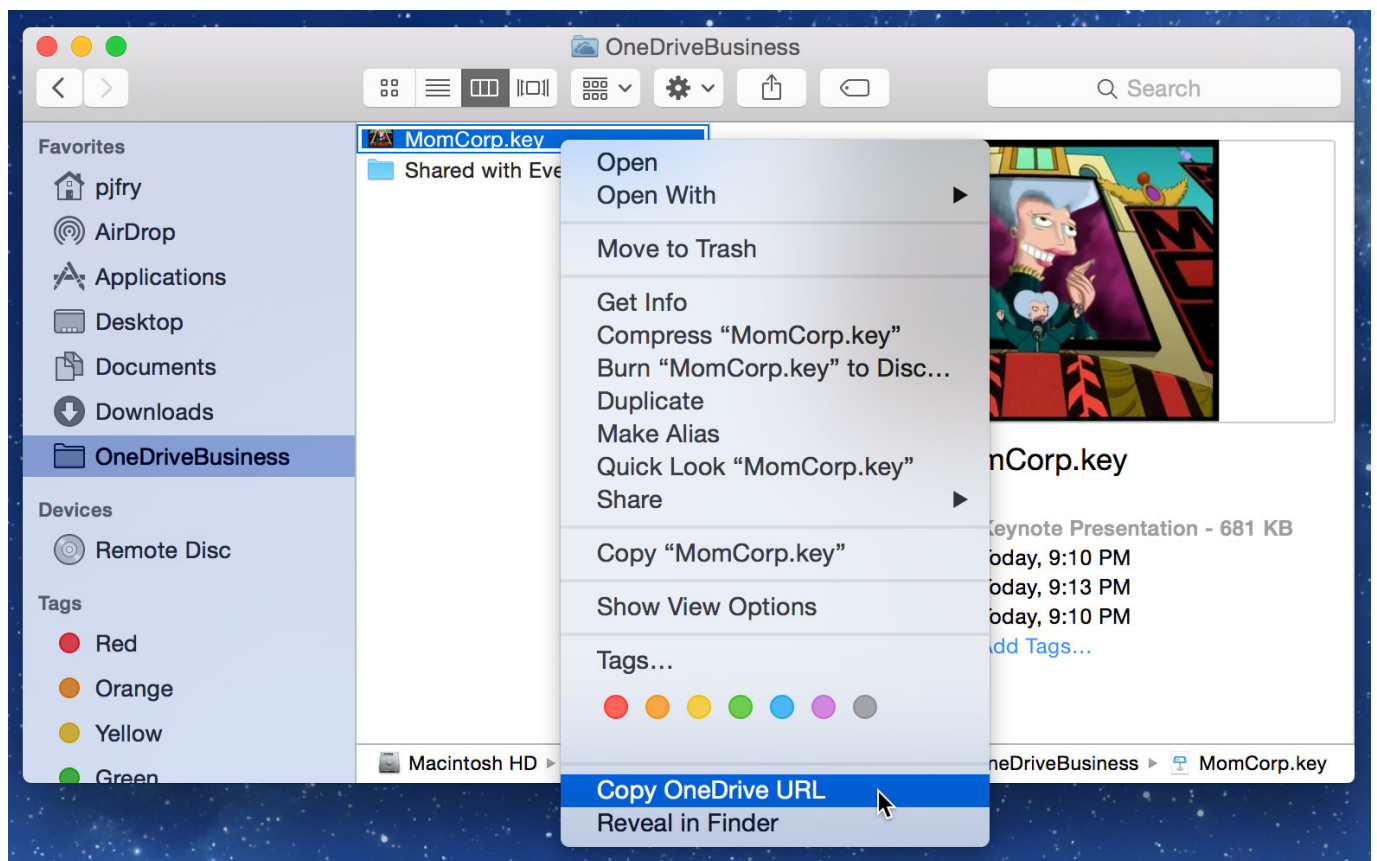 OneDriveBusiness
Search
Favorites
pjfry
AirDrop
Applications
Desktop
Documents
Downloads
OneDriveBusiness
Devices
Remote Disc
Tags
Red
Orange
Yellow
Green
MomCorp.key
Shared with Eve
Open
Open With
Move to Trash
Get Info
Compress “MomCorp.key”
Burn “MomCorp.key” to Disc...
Duplicate
Make Alias
Quick Look “MomCorp.key”
Share
Copy “MomCorp.key”
Show View Options
Tags...
Copy OneDrive URL
Reveal in Finder
mCorp.key
Keynote Presentation - 681 KB
oday, 9:10 PM
oday, 9:13 PM
oday, 9:10 PM
Add Tags...
Macintosh HD
neDriveBusiness
MomCorp.key